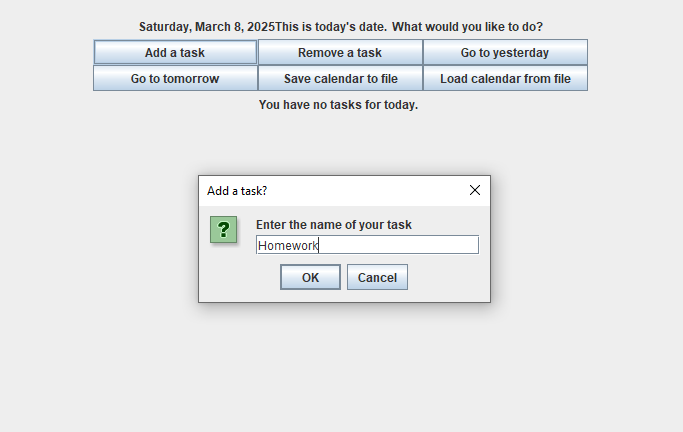 Saturday, March 8, 2025This is today's date. What would you like to do?
Add a task Remove a task Go to yesterday
Go to tomorrow Save calendar to file Load calendar from file
You have no tasks for today.
Add a task?
?
Enter the name of your task
Homework
OK Cancel